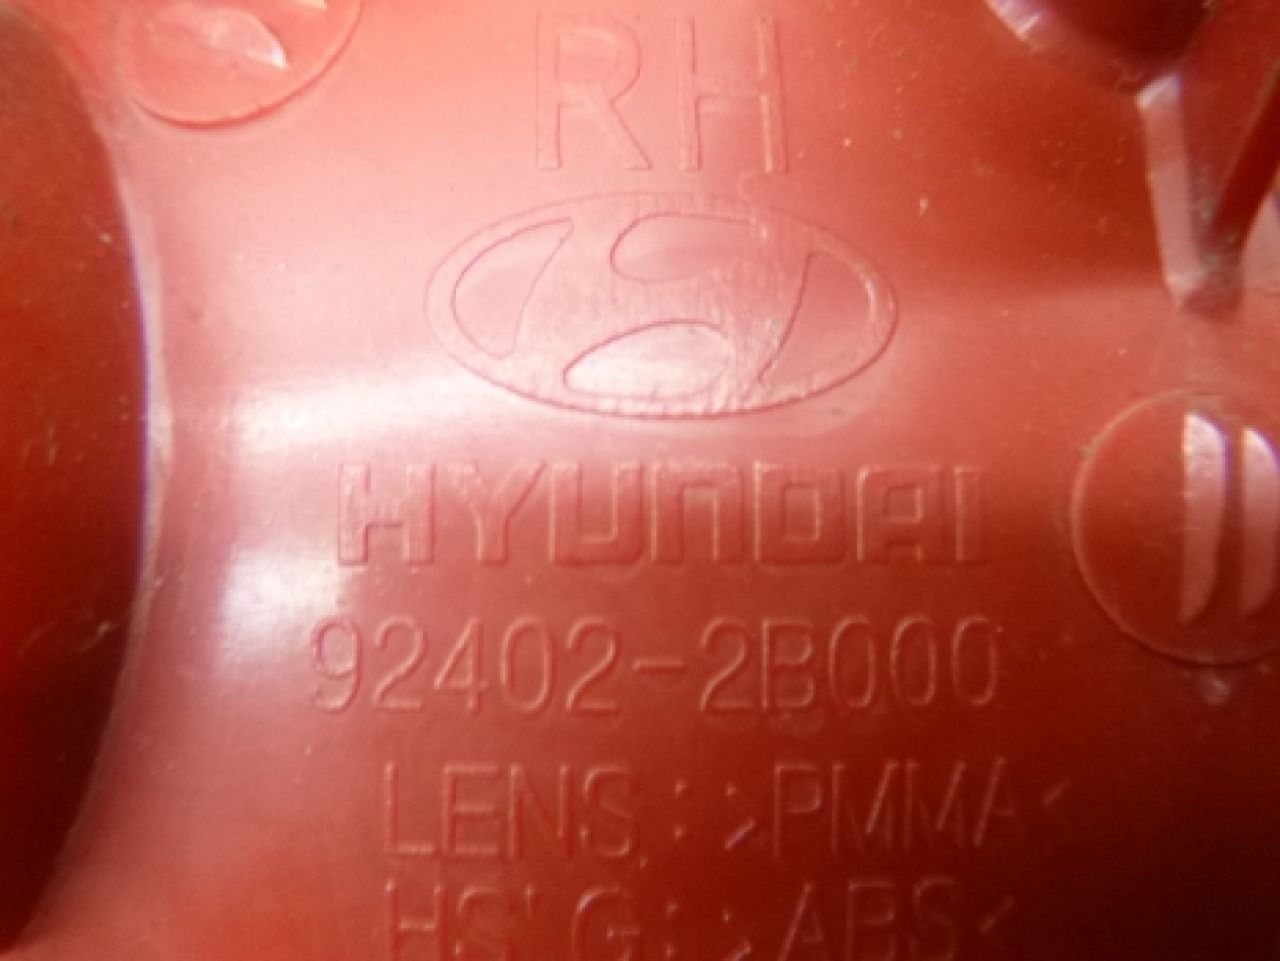 RH
HYUNDAI
92402-2B000
LENS:>PMMA<
HS'G:>ABS<